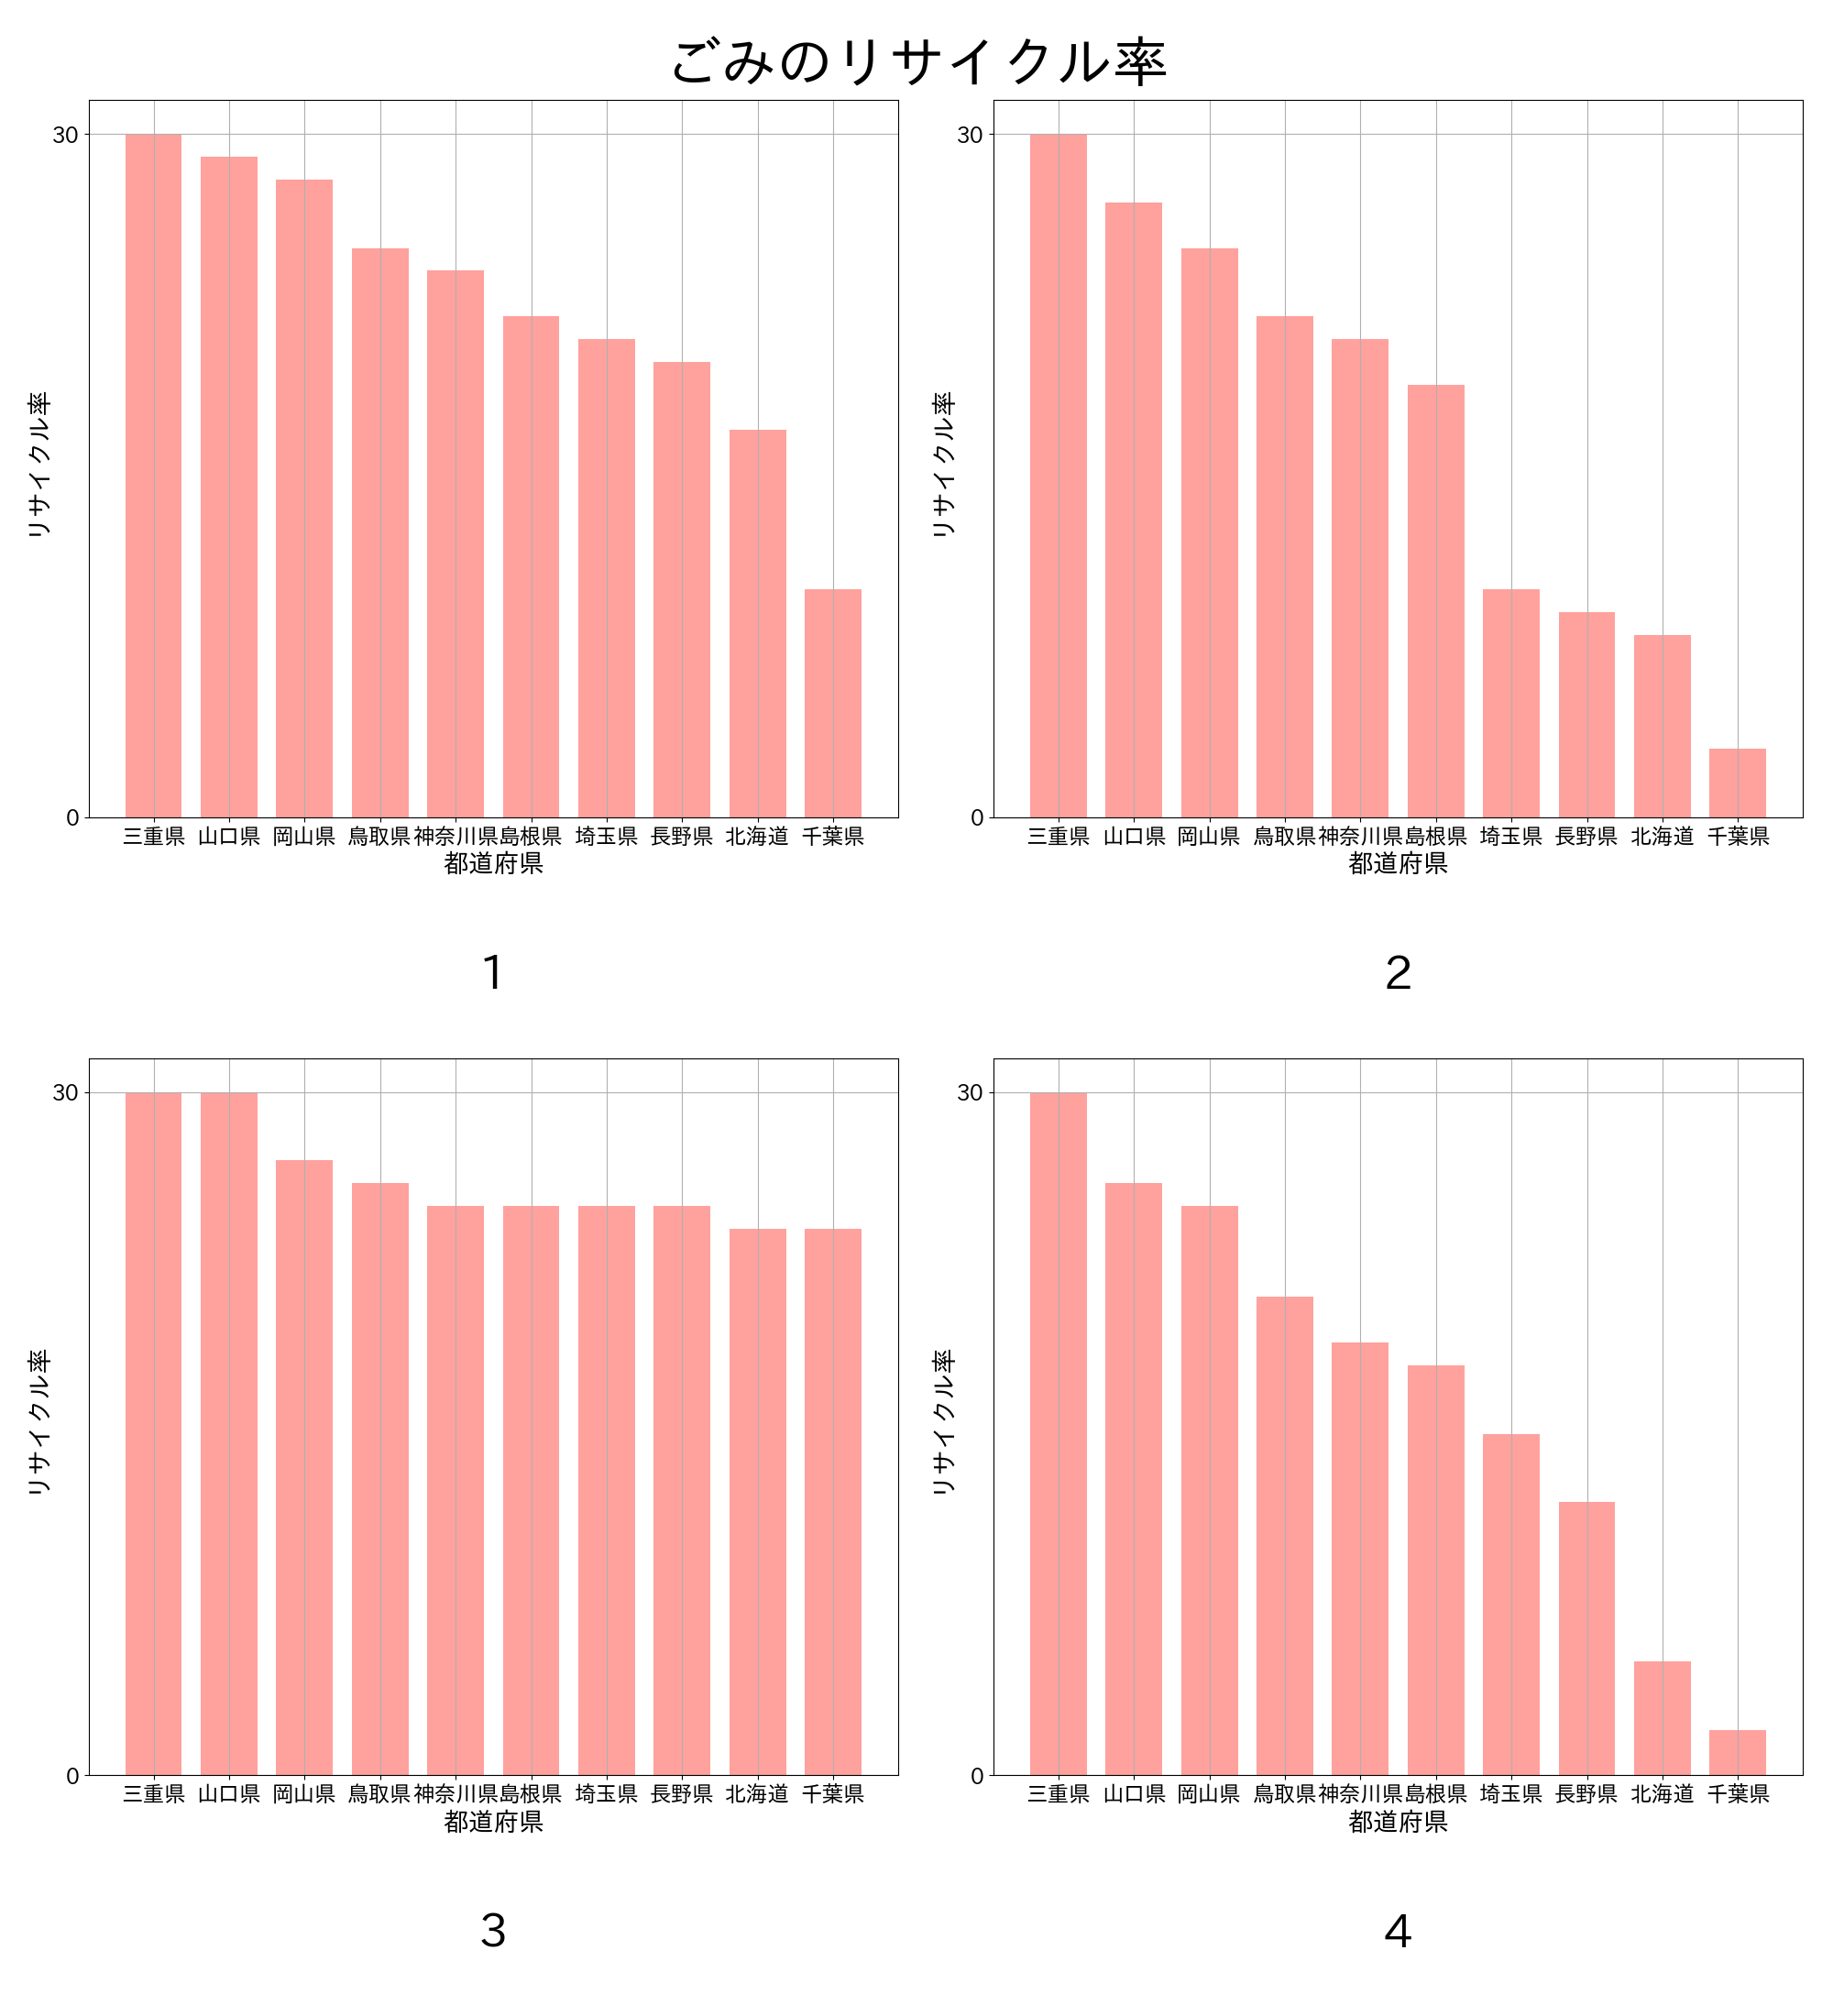 ごみのリサイクル率
30
0
リサイクル率
三重県 山口県 岡山県 鳥取県 神奈川県 島根県 埼玉県 長野県 北海道 千葉県
都道府県
1
30
0
リサイクル率
三重県 山口県 岡山県 鳥取県 神奈川県 島根県 埼玉県 長野県 北海道 千葉県
都道府県
2
30
0
リサイクル率
三重県 山口県 岡山県 鳥取県 神奈川県 島根県 埼玉県 長野県 北海道 千葉県
都道府県
3
30
0
リサイクル率
三重県 山口県 岡山県 鳥取県 神奈川県 島根県 埼玉県 長野県 北海道 千葉県
都道府県
4